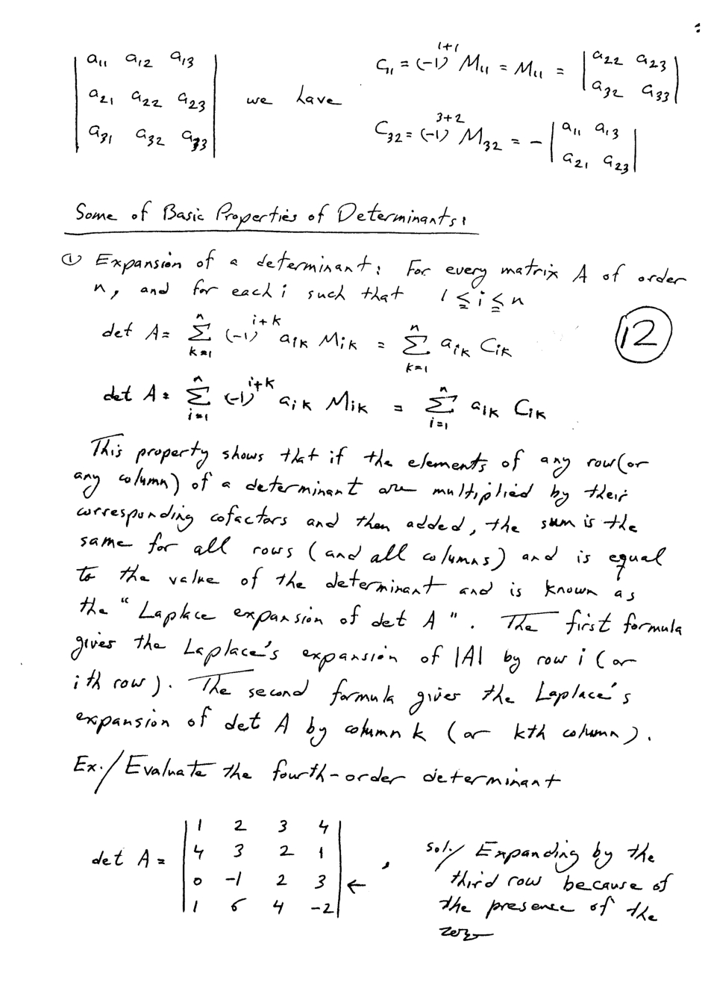 | a11 a12 a13 |
| a21 a22 a23 | we have
| a31 a32 a33 |
C11 = (-1)^{1+1} M11 = M11 = | a22 a23 ; a32 a33 |
C32 = (-1)^{3+2} M32 = - | a11 a13 ; a21 a23 |
Some of Basic Properties of Determinants:
① Expansion of a determinant: For every matrix A of order
n, and for each i such that 1 ≦ i ≦ n
det A = Σ_{k=1}^{n} (-1)^{i+k} aik Mik = Σ_{k=1}^{n} aik Cik
⑫
det A = Σ_{i=1}^{n} (-1)^{i+k} aik Mik = Σ_{i=1}^{n} aik Cik
This property shows that if the elements of any row (or
any column) of a determinant are multiplied by their
corresponding cofactors and then added, the sum is the
same for all rows (and all columns) and is equal
to the value of the determinant and is known as
the "Laplace expansion of det A". The first formula
gives the Laplace's expansion of |A| by row i (or
ith row). The second formula gives the Laplace's
expansion of det A by column k (or kth column).
Ex./ Evaluate the fourth-order determinant
| 1 2 3 4 |
det A = | 4 3 2 1 | ,
| 0 -1 2 3 | ←
| 1 6 4 -2 |
sol./ Expanding by the
third row because of
the presence of the
zero